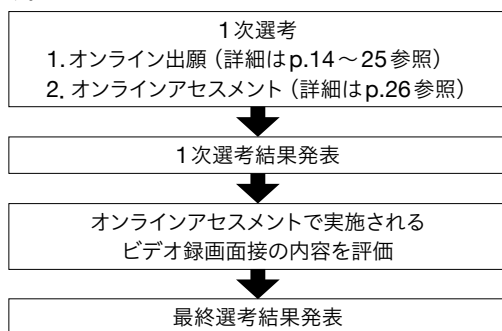 1次選考
1. オンライン出願（詳細はp.14～25参照）
2. オンラインアセスメント（詳細はp.26参照）
1次選考結果発表
オンラインアセスメントで実施される
ビデオ録画面接の内容を評価
最終選考結果発表